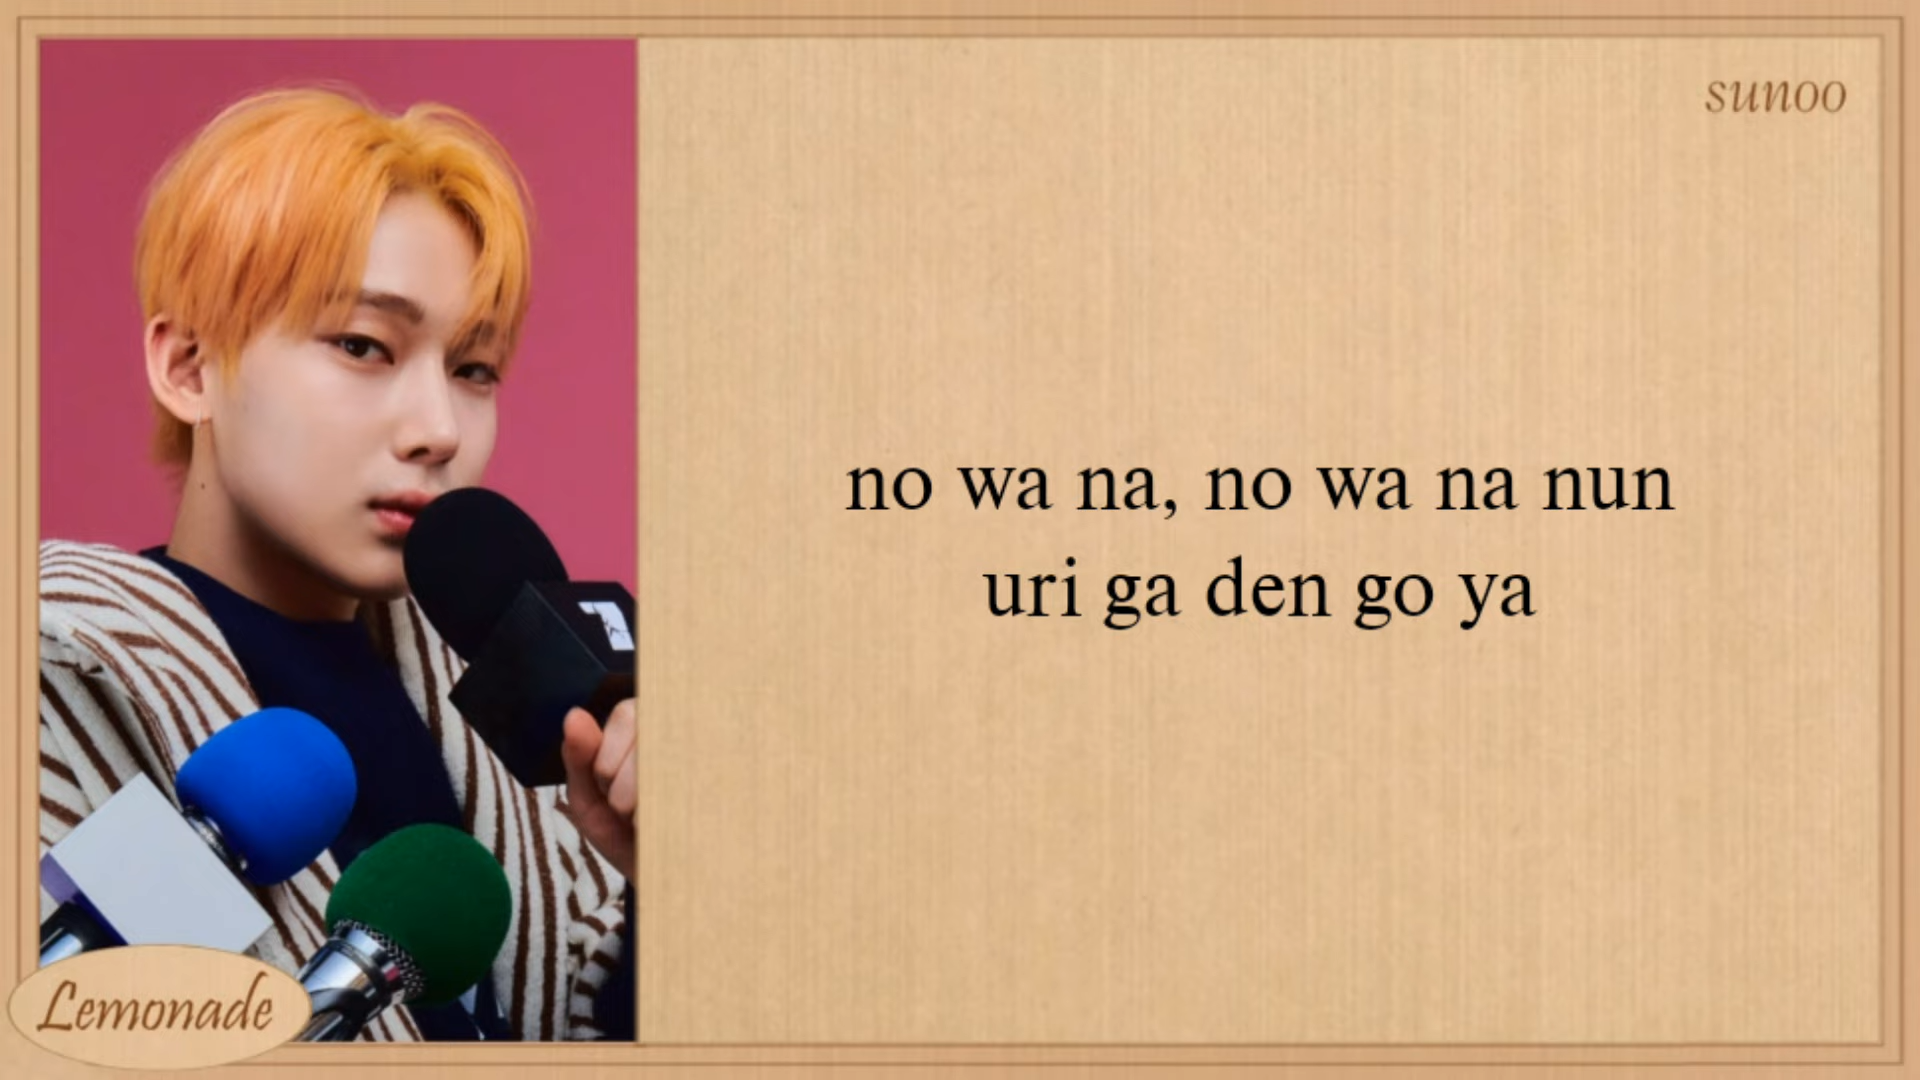 sunoo
no wa na, no wa na nun
uri ga den go ya
Lemonade